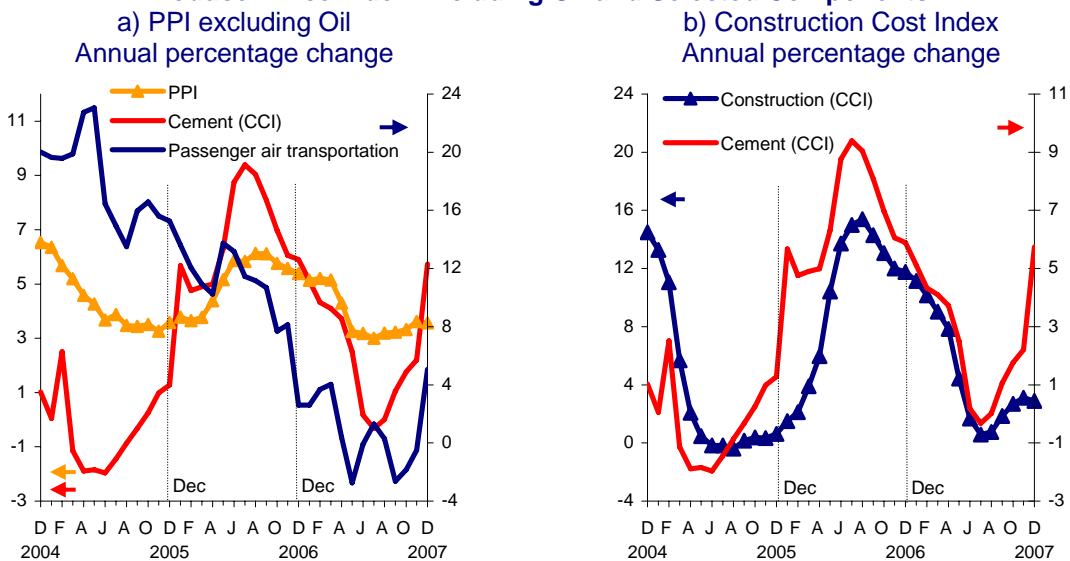 a) PPI excluding Oil
Annual percentage change
PPI
Cement (CCI)
Passenger air transportation
11
9
7
5
3
1
-1
-3
24
20
16
12
8
4
0
-4
Dec
Dec
D F A J A O D F A J A O D F A J A O D
2004 2005 2006 2007
b) Construction Cost Index
Annual percentage change
Construction (CCI)
Cement (CCI)
24
20
16
12
8
4
0
-4
11
9
7
5
3
1
-1
-3
Dec
Dec
D F A J A O D F A J A O D F A J A O D
2004 2005 2006 2007